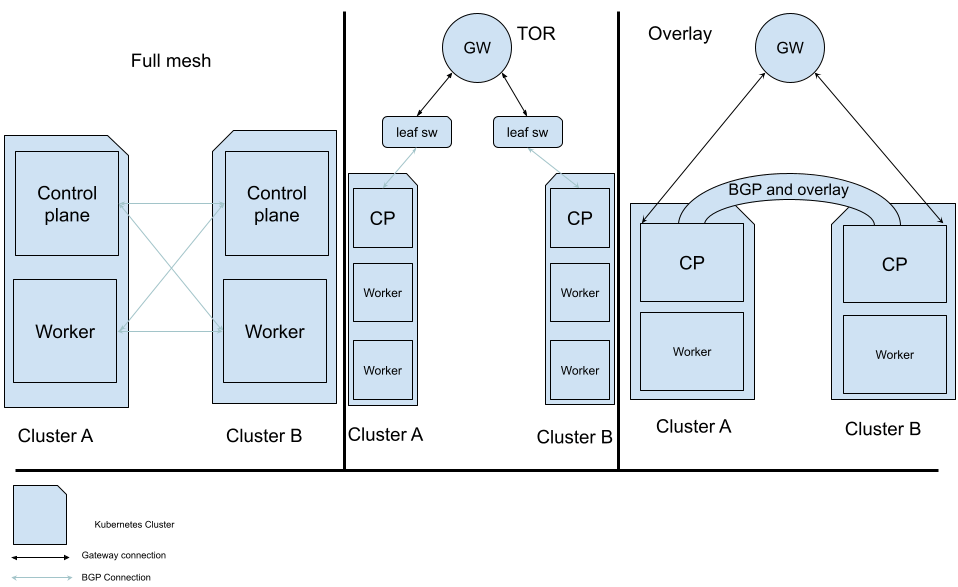 Full mesh
Control
plane
Worker
Control
plane
Worker
Cluster A
Cluster B
TOR
GW
leaf sw
leaf sw
CP
Worker
Worker
CP
Worker
Worker
Cluster A
Cluster B
Overlay
GW
BGP and overlay
CP
Worker
CP
Worker
Cluster A
Cluster B
Kubernetes Cluster
Gateway connection
BGP Connection